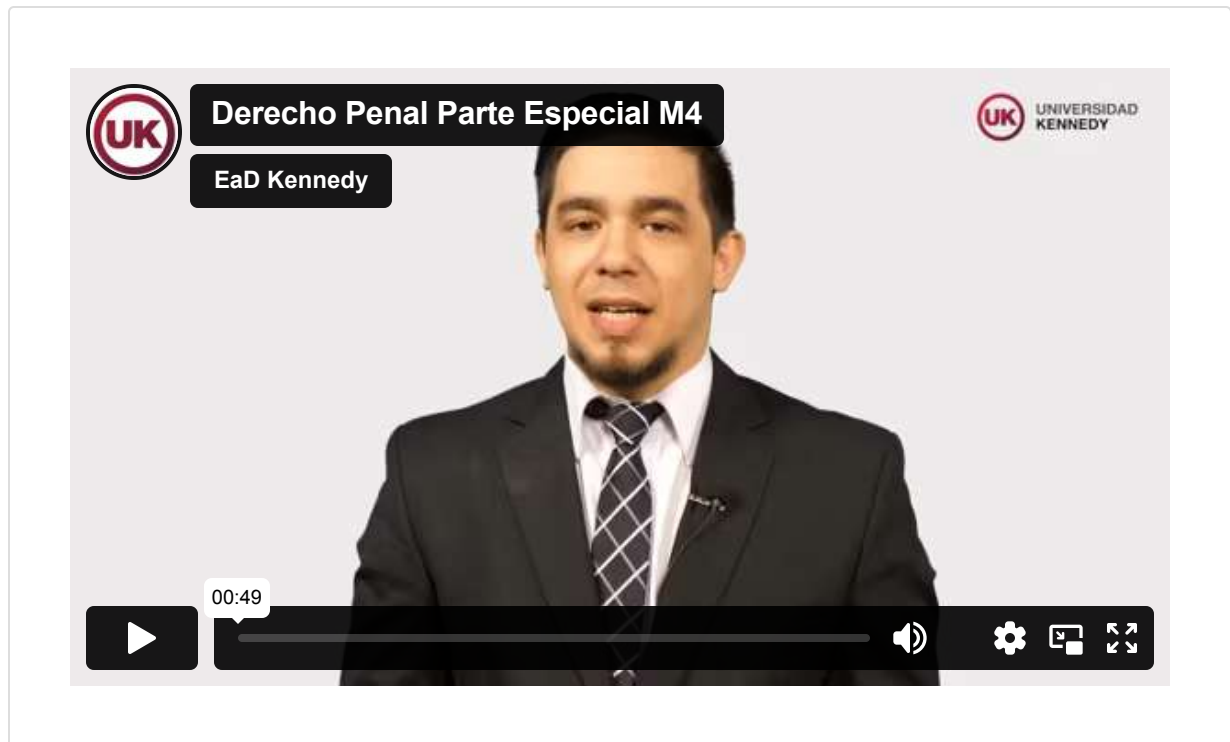 UK
Derecho Penal Parte Especial M4
EaD Kennedy
UK
UNIVERSIDAD
KENNEDY
00:49